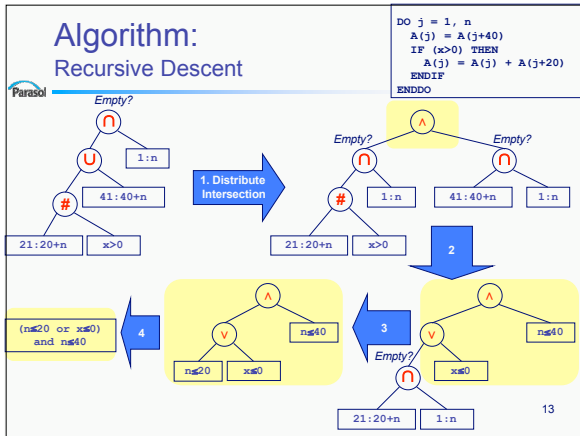 Algorithm:
Recursive Descent
DO j = 1, n
A(j) = A(j+40)
IF (x>0) THEN
A(j) = A(j) + A(j+20)
ENDIF
ENDDO
Parasol
Empty?
∩
∪
1:n
#
41:40+n
21:20+n
x>0
1. Distribute
Intersection
∧
Empty?
Empty?
∩
∩
#
1:n
41:40+n
1:n
21:20+n
x>0
2
∧
∨
n≤40
Empty?
x≤0
∩
21:20+n
1:n
3
∧
∨
n≤40
n≤20
x≤0
4
(n≤20 or x≤0)
and n≤40
13